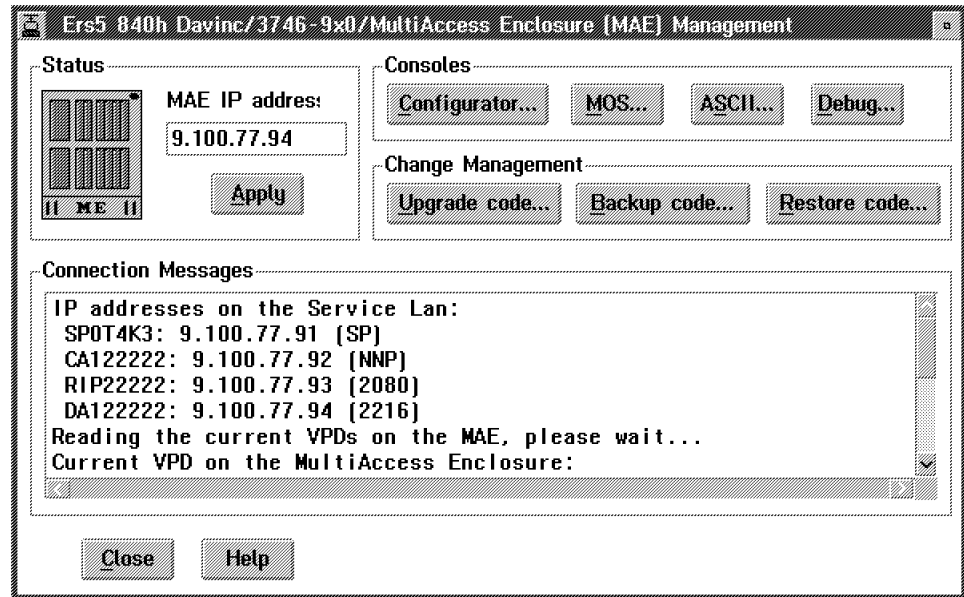 Ers5 840h Davinc/3746-9x0/MultiAccess Enclosure (MAE) Management
Status
MAE IP addres
9.100.77.94
Apply
ME
Consoles
Configurator... MOS... ASCII... Debug...
Change Management
Upgrade code... Backup code... Restore code...
Connection Messages
IP addresses on the Service Lan:
SP0T4K3: 9.100.77.91 (SP)
CA122222: 9.100.77.92 (NNP)
RIP22222: 9.100.77.93 (2080)
DA122222: 9.100.77.94 (2216)
Reading the current VPDs on the MAE, please wait...
Current VPD on the MultiAccess Enclosure:
Close Help